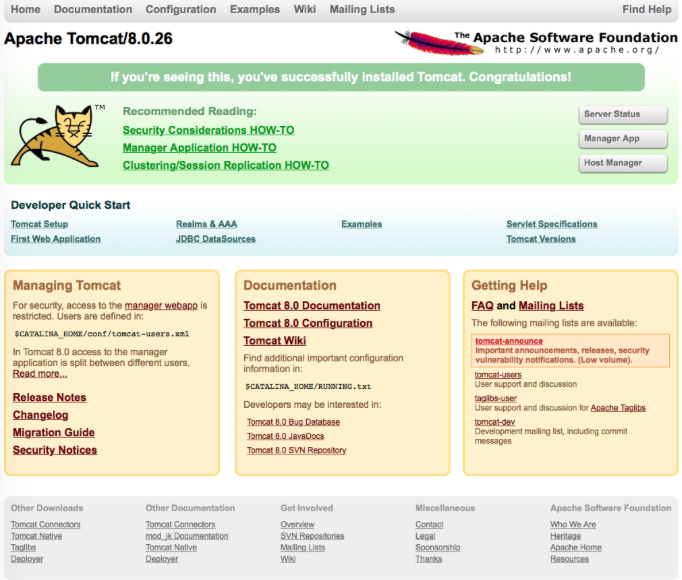 Home Documentation Configuration Examples Wiki Mailing Lists Find Help
Apache Tomcat/8.0.26
The Apache Software Foundation
http://www.apache.org/
If you're seeing this, you've successfully installed Tomcat. Congratulations!
TM
Recommended Reading:
Security Considerations HOW-TO
Manager Application HOW-TO
Clustering/Session Replication HOW-TO
Server Status
Manager App
Host Manager
Developer Quick Start
Tomcat Setup
First Web Application
Realms & AAA
JDBC DataSources
Examples
Servlet Specifications
Tomcat Versions
Managing Tomcat
For security, access to the manager webapp is
restricted. Users are defined in:
$CATALINA_HOME/conf/tomcat-users.xml
In Tomcat 8.0 access to the manager
application is split between different users.
Read more...
Release Notes
Changelog
Migration Guide
Security Notices
Documentation
Tomcat 8.0 Documentation
Tomcat 8.0 Configuration
Tomcat Wiki
Find additional important configuration
information in:
$CATALINA_HOME/RUNNING.txt
Developers may be interested in:
Tomcat 8.0 Bug Database
Tomcat 8.0 JavaDocs
Tomcat 8.0 SVN Repository
Getting Help
FAQ and Mailing Lists
The following mailing lists are available:
tomcat-announce
Important announcements, releases, security
vulnerability notifications. (Low volume).
tomcat-users
User support and discussion
taglibs-user
User support and discussion for Apache Taglibs
tomcat-dev
Development mailing list, including commit
messages
Other Downloads
Tomcat Connectors
Tomcat Native
Taglibs
Deployer
Other Documentation
Tomcat Connectors
mod_jk Documentation
Tomcat Native
Deployer
Get Involved
Overview
SVN Repositories
Mailing Lists
Wiki
Miscellaneous
Contact
Legal
Sponsorship
Thanks
Apache Software Foundation
Who We Are
Heritage
Apache Home
Resources